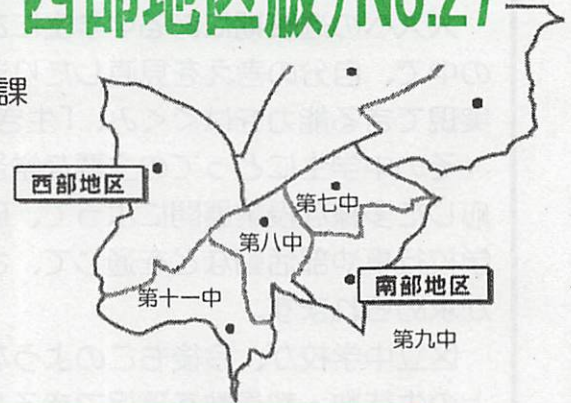 西部地区版)No.27
課
西部地区
第七中
第八中
第十一中
南部地区
第九中